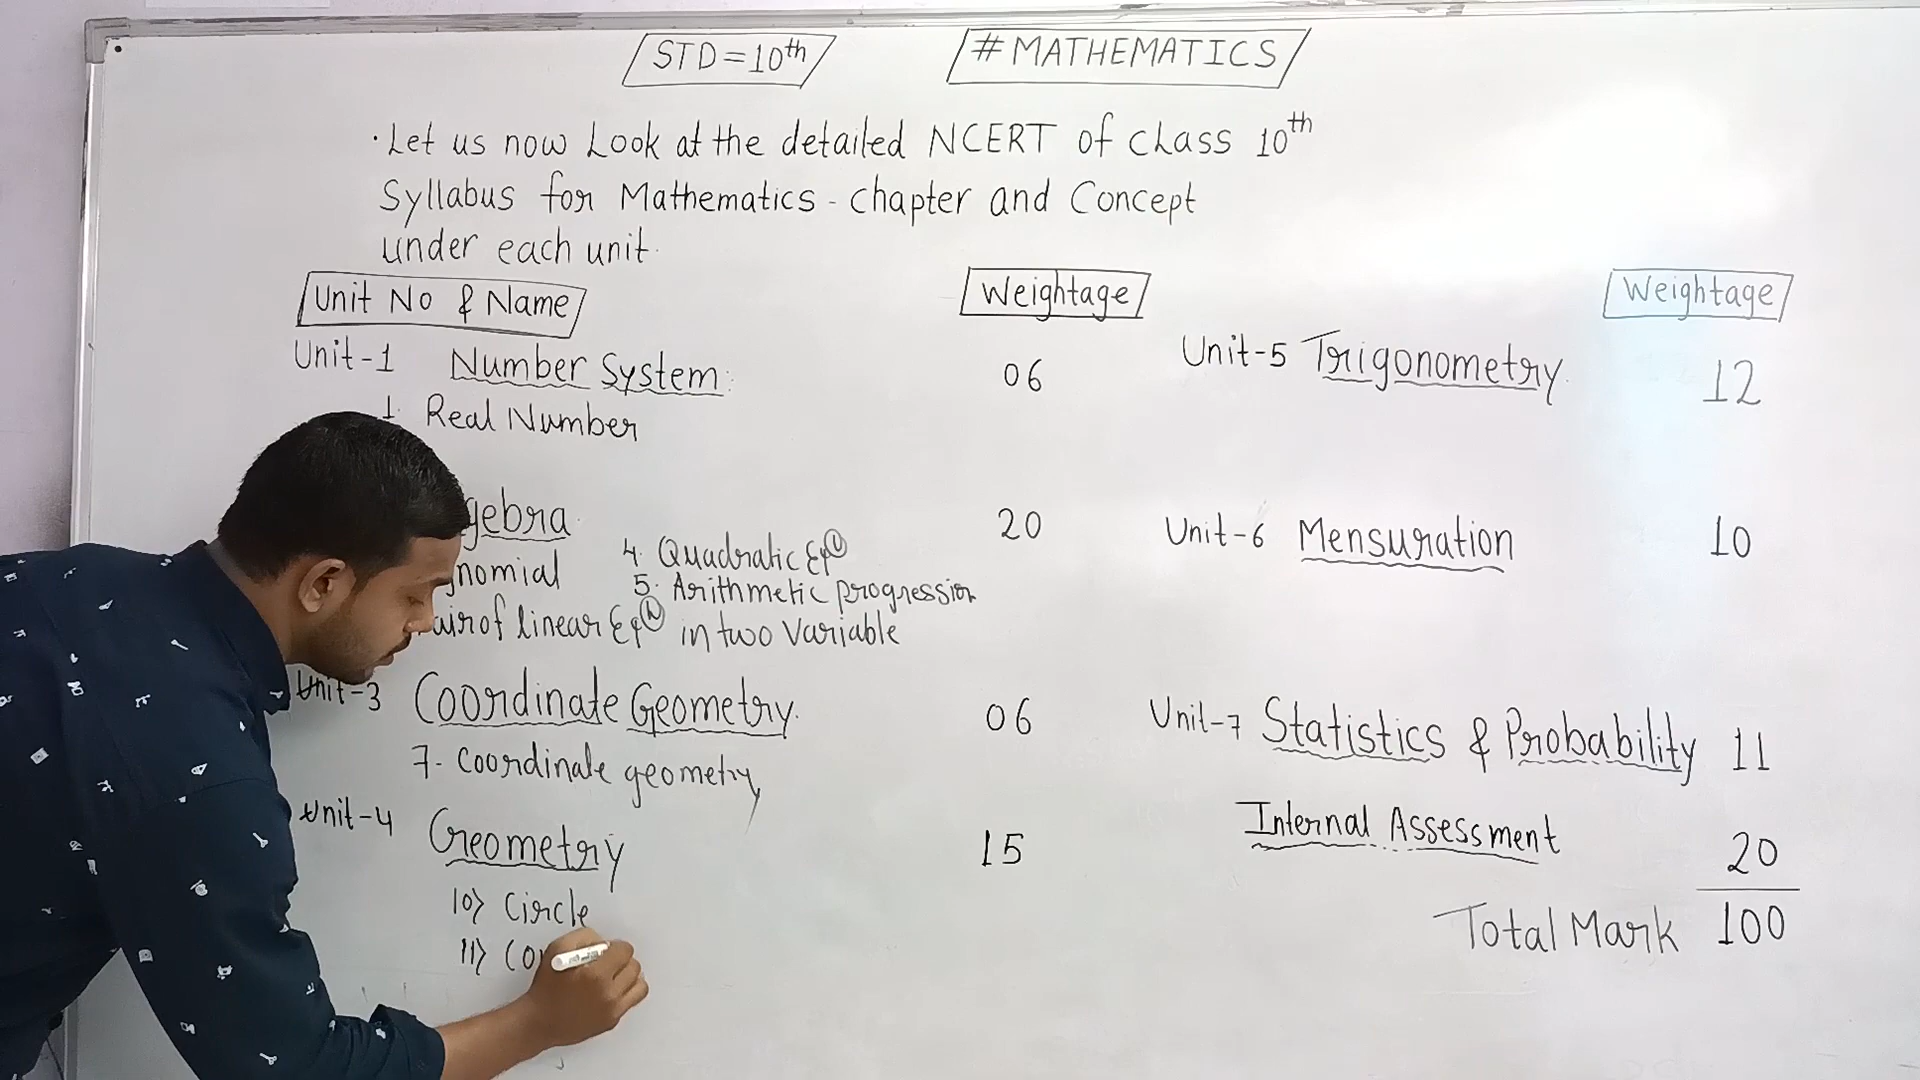 STD=10th
#MATHEMATICS
·Let us now Look at the detailed NCERT of class 10th
Syllabus for Mathematics - chapter and Concept
under each unit.
Unit No & Name
Weightage
Unit-1 Number System:
06
1. Real Number
gebra
20
nomial
4. Quadratic Eqn
5. Arithmetic progression
air of linear Eqn in two Variable
Unit-3 Coordinate Geometry.
06
7- Coordinate geometry
Unit-4 Geometry
15
10> Circle
11> Co
Weightage
Unit-5 Trigonometry.
12
Unit-6 Mensuration
10
Unit-7 Statistics & Probability 11
Internal Assessment
20
Total Mark 100